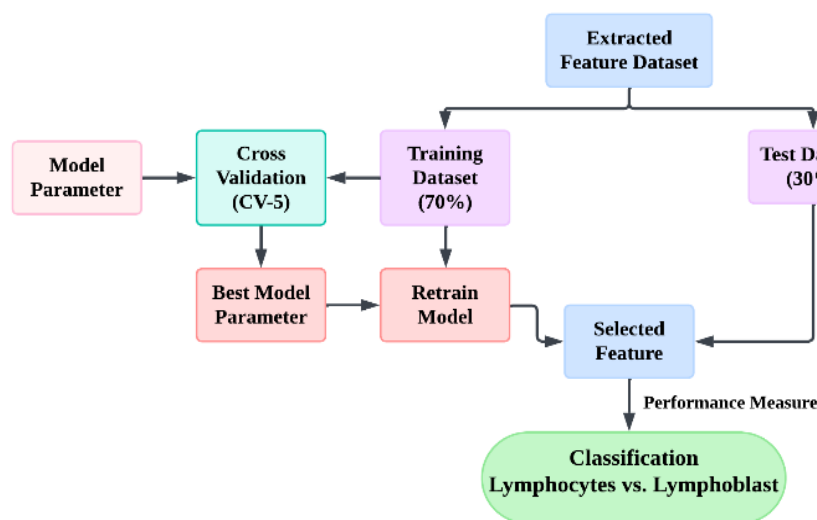 Extracted
Feature Dataset
Model
Parameter
Cross
Validation
(CV-5)
Training
Dataset
(70%)
Test
Best Model
Parameter
Retrain
Model
Selected
Feature
Performance Measure
Classification
Lymphocytes vs. Lymphoblast